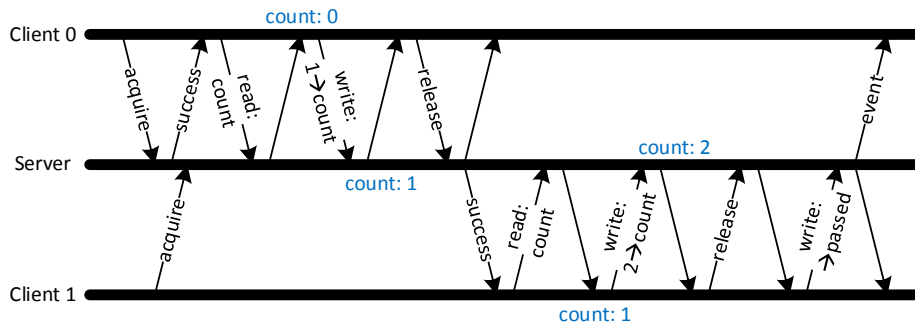 count: 0
Client 0
acquire
success
read:
count
write:
1→count
release
event
Server
count: 1
count: 2
acquire
success
read:
count
write:
2→count
release
write:
→passed
Client 1
count: 1